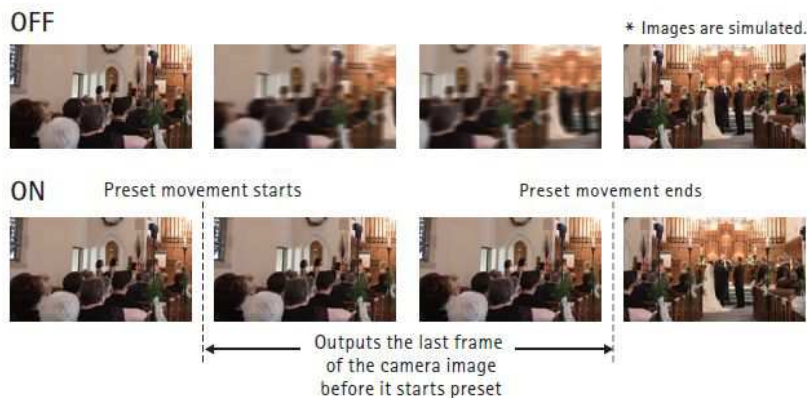 OFF
* Images are simulated.
ON
Preset movement starts
Preset movement ends
Outputs the last frame
of the camera image
before it starts preset